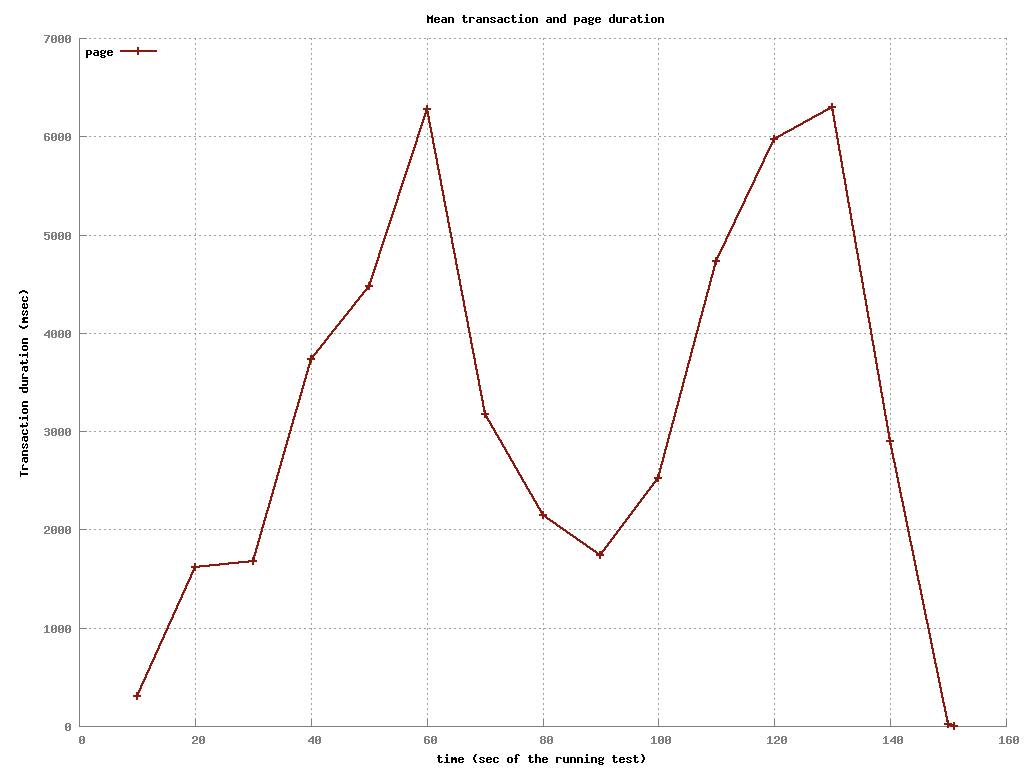 Mean transaction and page duration
page
7000
6000
5000
4000
3000
2000
1000
0
Transaction duration (msec)
0 20 40 60 80 100 120 140 160
time (sec of the running test)